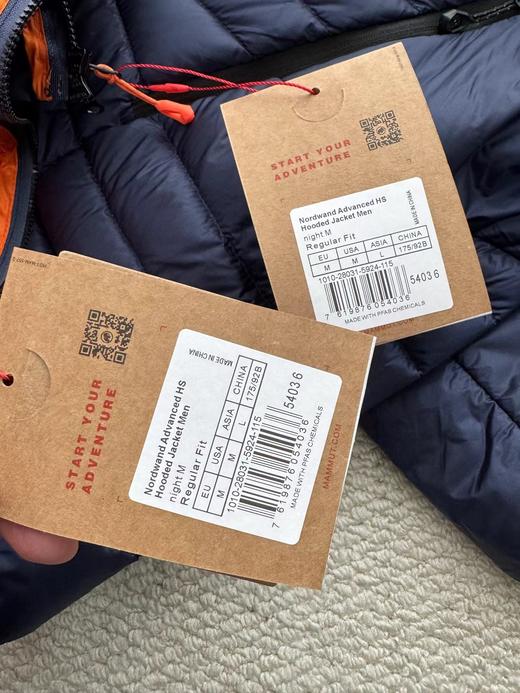 START YOUR
ADVENTURE
Nordwand Advanced HS
Hooded Jacket Men
night M
Regular Fit
MADE IN CHINA
EU USA ASIA CHINA
M M L 175/92B
1010-28031-5924-115
54036
7 619876 054036
MADE WITH PFAS CHEMICALS
START YOUR
ADVENTURE
Nordwand Advanced HS
Hooded Jacket Men
night M
Regular Fit
MADE IN CHINA
EU USA ASIA CHINA
M M L 175/92B
1010-28031-5924-115
54036
7 619876 054036
MADE WITH PFAS CHEMICALS
MAMMUT.COM